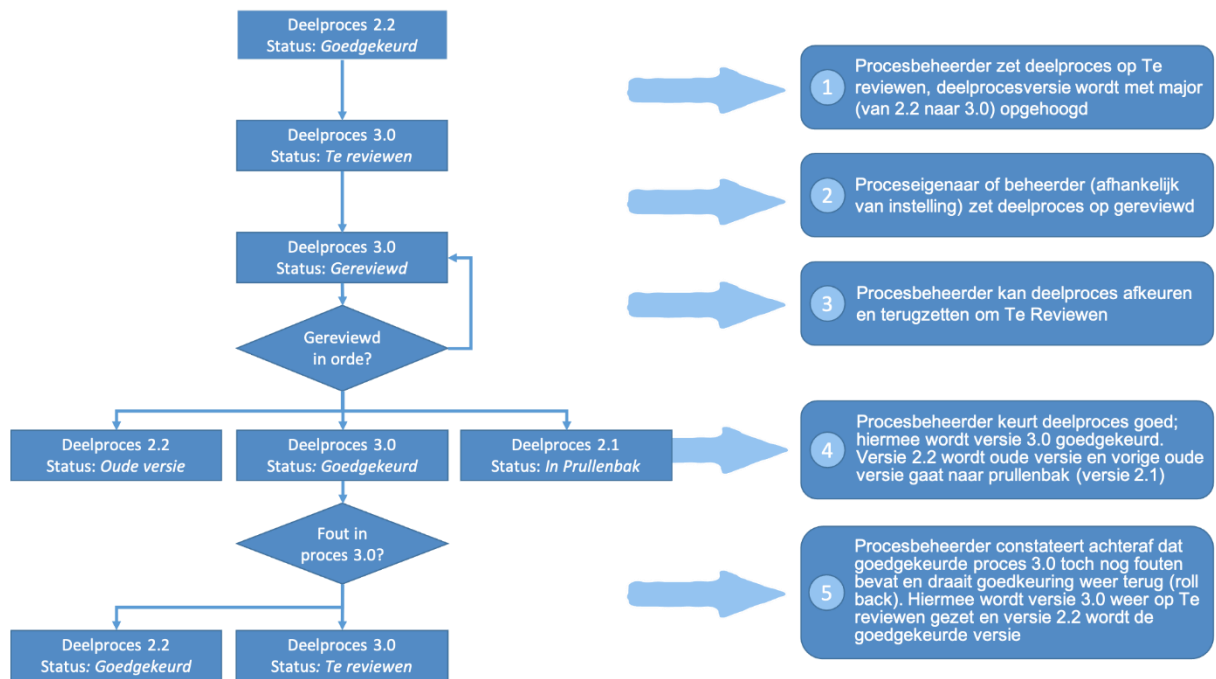 Deelproces 2.2
Status: Goedgekeurd
1
Procesbeheerder zet deelproces op Te
reviewen, deelprocesversie wordt met major
(van 2.2 naar 3.0) opgehoogd
Deelproces 3.0
Status: Te reviewen
2
Proceseigenaar of beheerder (afhankelijk
van instelling) zet deelproces op gereviewd
Deelproces 3.0
Status: Gereviewd
3
Procesbeheerder kan deelproces afkeuren
en terugzetten om Te Reviewen
Gereviewd
in orde?
Deelproces 2.2
Status: Oude versie
Deelproces 3.0
Status: Goedgekeurd
Deelproces 2.1
Status: In Prullenbak
4
Procesbeheerder keurt deelproces goed;
hiermee wordt versie 3.0 goedgekeurd.
Versie 2.2 wordt oude versie en vorige oude
versie gaat naar prullenbak (versie 2.1)
Fout in
proces 3.0?
5
Procesbeheerder constateert achteraf dat
goedgekeurde proces 3.0 toch nog fouten
bevat en draait goedkeuring weer terug (roll
back). Hiermee wordt versie 3.0 weer op Te
reviewen gezet en versie 2.2 wordt de
goedgekeurde versie
Deelproces 2.2
Status: Goedgekeurd
Deelproces 3.0
Status: Te reviewen